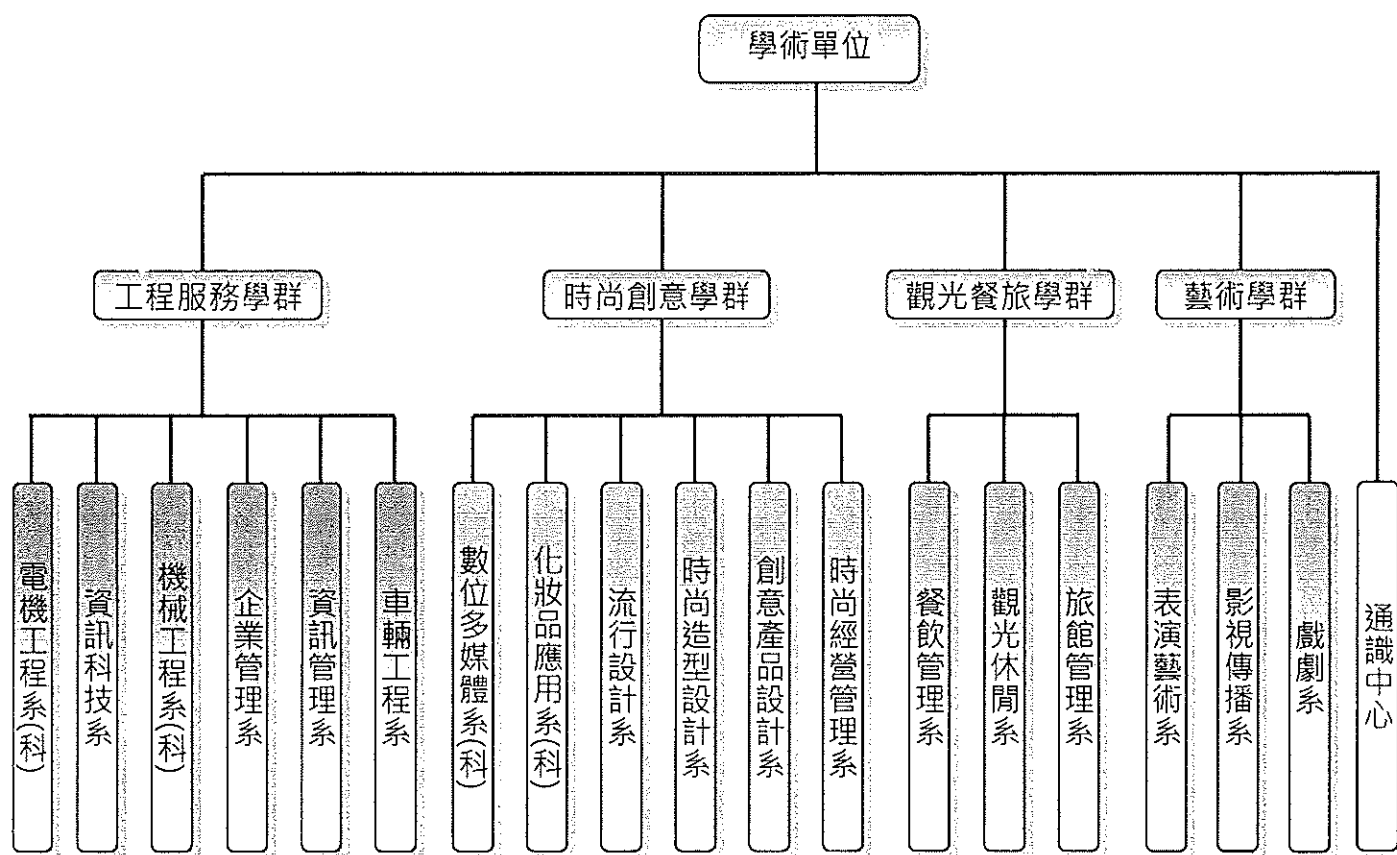 學術單位
工程服務學群
時尚創意學群
觀光餐旅學群
藝術學群
電機工程系(科)
資訊科技系
機械工程系(科)
企業管理系
資訊管理系
車輛工程系
數位多媒體系(科)
化妝品應用系(科)
流行設計系
時尚造型設計系
創意產品設計系
時尚經營管理系
餐飲管理系
觀光休閒系
旅館管理系
表演藝術系
影視傳播系
戲劇系
通識中心